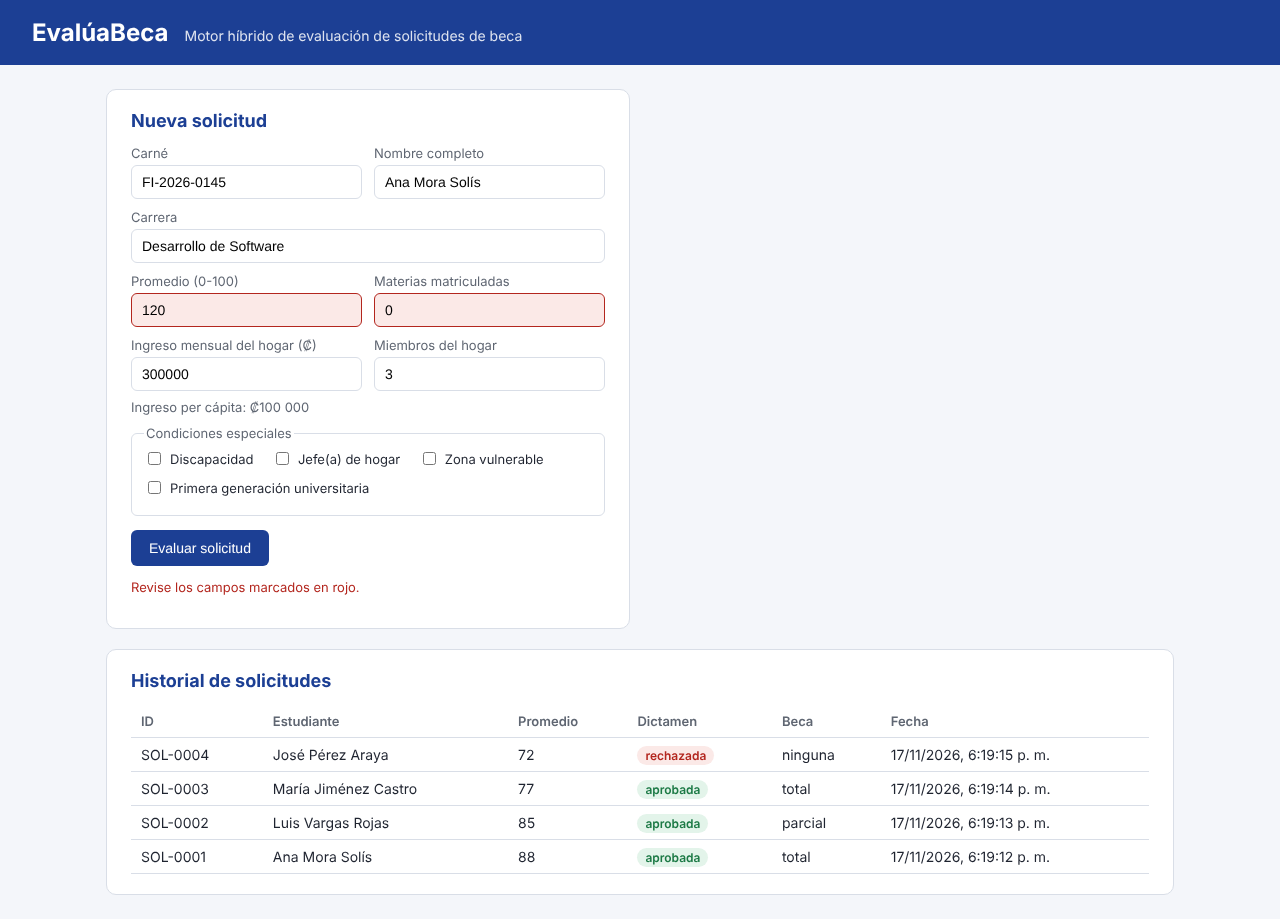 EvalúaBeca Motor híbrido de evaluación de solicitudes de beca
Nueva solicitud
Carné Nombre completo
FI-2026-0145 Ana Mora Solís
Carrera
Desarrollo de Software
Promedio (0-100) Materias matriculadas
120 0
Ingreso mensual del hogar (₡) Miembros del hogar
300000 3
Ingreso per cápita: ₡100 000
Condiciones especiales
Discapacidad Jefe(a) de hogar Zona vulnerable
Primera generación universitaria
Evaluar solicitud
Revise los campos marcados en rojo.
Historial de solicitudes
ID Estudiante Promedio Dictamen Beca Fecha
SOL-0004 José Pérez Araya 72 rechazada ninguna 17/11/2026, 6:19:15 p. m.
SOL-0003 María Jiménez Castro 77 aprobada total 17/11/2026, 6:19:14 p. m.
SOL-0002 Luis Vargas Rojas 85 aprobada parcial 17/11/2026, 6:19:13 p. m.
SOL-0001 Ana Mora Solís 88 aprobada total 17/11/2026, 6:19:12 p. m.